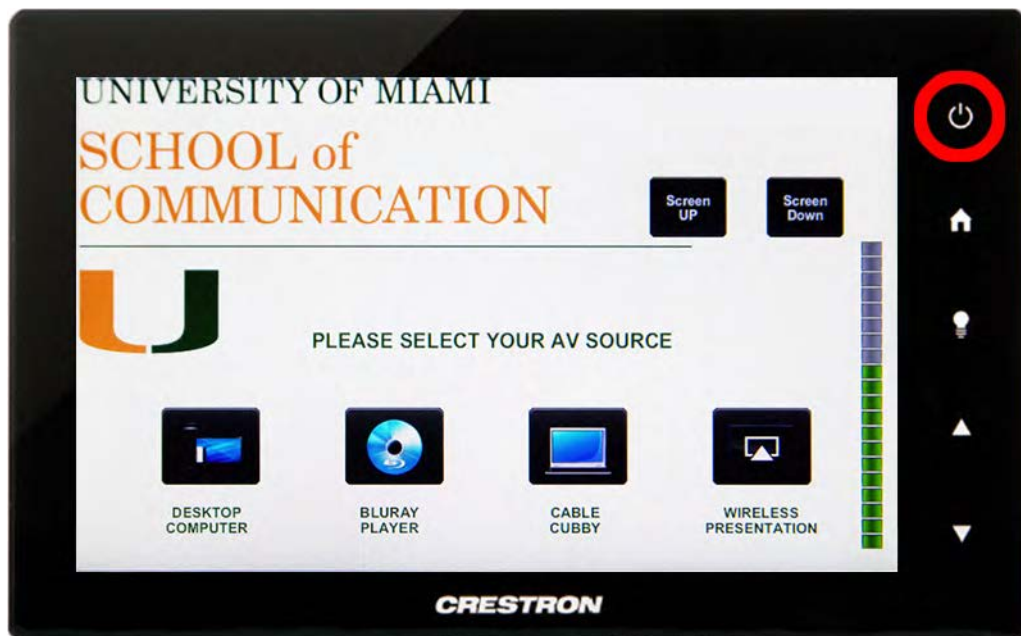 UNIVERSITY OF MIAMI
SCHOOL of
COMMUNICATION
Screen
UP
Screen
Down
PLEASE SELECT YOUR AV SOURCE
DESKTOP
COMPUTER
BLURAY
PLAYER
CABLE
CUBBY
WIRELESS
PRESENTATION
CRESTRON